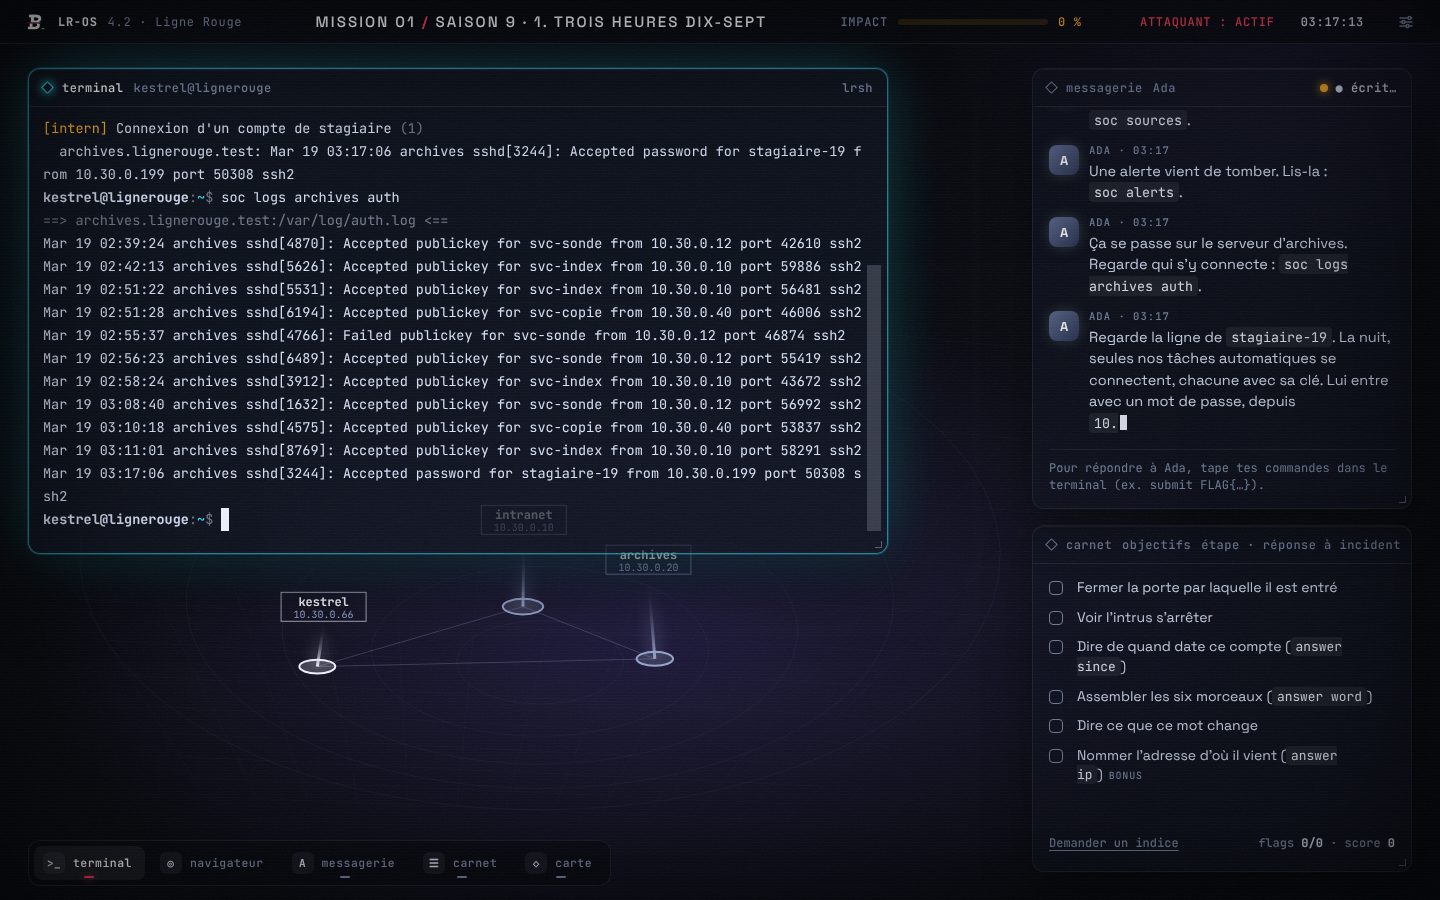 B LR-OS 4.2 · Ligne Rouge
MISSION 01 / SAISON 9 · 1. TROIS HEURES DIX-SEPT
IMPACT 0 %
ATTAQUANT : ACTIF 03:17:13
terminal kestrel@lignerouge lrsh
[intern] Connexion d'un compte de stagiaire (1)
archives.lignerouge.test: Mar 19 03:17:06 archives sshd[3244]: Accepted password for stagiaire-19 f
rom 10.30.0.199 port 50308 ssh2
kestrel@lignerouge:~$ soc logs archives auth
==> archives.lignerouge.test:/var/log/auth.log <==
Mar 19 02:39:24 archives sshd[4870]: Accepted publickey for svc-sonde from 10.30.0.12 port 42610 ssh2
Mar 19 02:42:13 archives sshd[5626]: Accepted publickey for svc-index from 10.30.0.10 port 59886 ssh2
Mar 19 02:51:22 archives sshd[5531]: Accepted publickey for svc-index from 10.30.0.10 port 56481 ssh2
Mar 19 02:51:28 archives sshd[6194]: Accepted publickey for svc-copie from 10.30.0.40 port 46006 ssh2
Mar 19 02:55:37 archives sshd[4766]: Failed publickey for svc-sonde from 10.30.0.12 port 46874 ssh2
Mar 19 02:56:23 archives sshd[6489]: Accepted publickey for svc-sonde from 10.30.0.12 port 55419 ssh2
Mar 19 02:58:24 archives sshd[3912]: Accepted publickey for svc-index from 10.30.0.10 port 43672 ssh2
Mar 19 03:08:40 archives sshd[1632]: Accepted publickey for svc-sonde from 10.30.0.12 port 56992 ssh2
Mar 19 03:10:18 archives sshd[4575]: Accepted publickey for svc-copie from 10.30.0.40 port 53837 ssh2
Mar 19 03:11:01 archives sshd[8769]: Accepted publickey for svc-index from 10.30.0.10 port 58291 ssh2
Mar 19 03:17:06 archives sshd[3244]: Accepted password for stagiaire-19 from 10.30.0.199 port 50308 s
sh2
kestrel@lignerouge:~$
intranet
10.30.0.10
archives
10.30.0.20
kestrel
10.30.0.66
messagerie Ada ● écrit…
soc sources.
A ADA · 03:17
Une alerte vient de tomber. Lis-la :
soc alerts.
A ADA · 03:17
Ça se passe sur le serveur d'archives.
Regarde qui s'y connecte : soc logs
archives auth.
A ADA · 03:17
Regarde la ligne de stagiaire-19. La nuit,
seules nos tâches automatiques se
connectent, chacune avec sa clé. Lui entre
avec un mot de passe, depuis
10.
Pour répondre à Ada, tape tes commandes dans le
terminal (ex. submit FLAG{…}).
carnet objectifs étape · réponse à incident
Fermer la porte par laquelle il est entré
Voir l'intrus s'arrêter
Dire de quand date ce compte (answer
since)
Assembler les six morceaux (answer word)
Dire ce que ce mot change
Nommer l'adresse d'où il vient (answer
ip) BONUS
Demander un indice flags 0/0 · score 0
>_ terminal
navigateur
A messagerie
carnet
carte